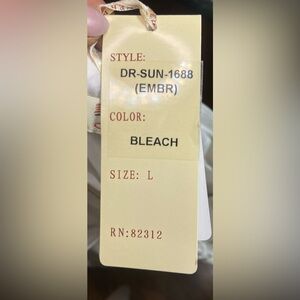 STYLE:
DR-SUN-1688
(EMBR)
COLOR:
BLEACH
SIZE: L
RN:82312